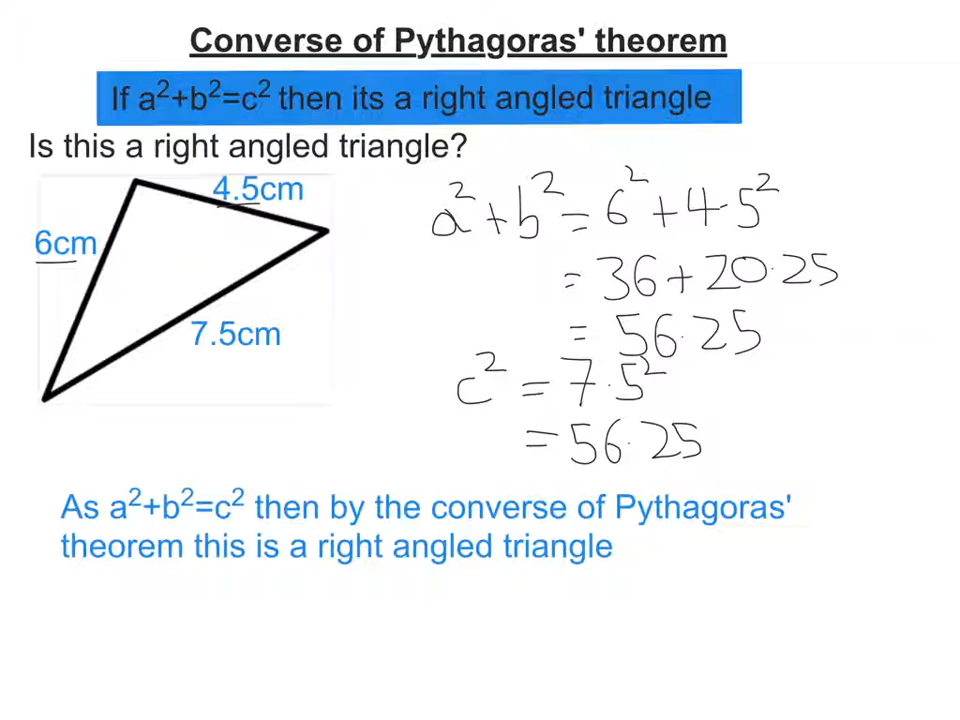 Converse of Pythagoras' theorem
If a²+b²=c² then its a right angled triangle
Is this a right angled triangle?
4.5cm
6cm
7.5cm
a²+b² = 6²+4·5²
= 36+20·25
= 56·25
c² = 7·5²
= 56·25
As a²+b²=c² then by the converse of Pythagoras'
theorem this is a right angled triangle